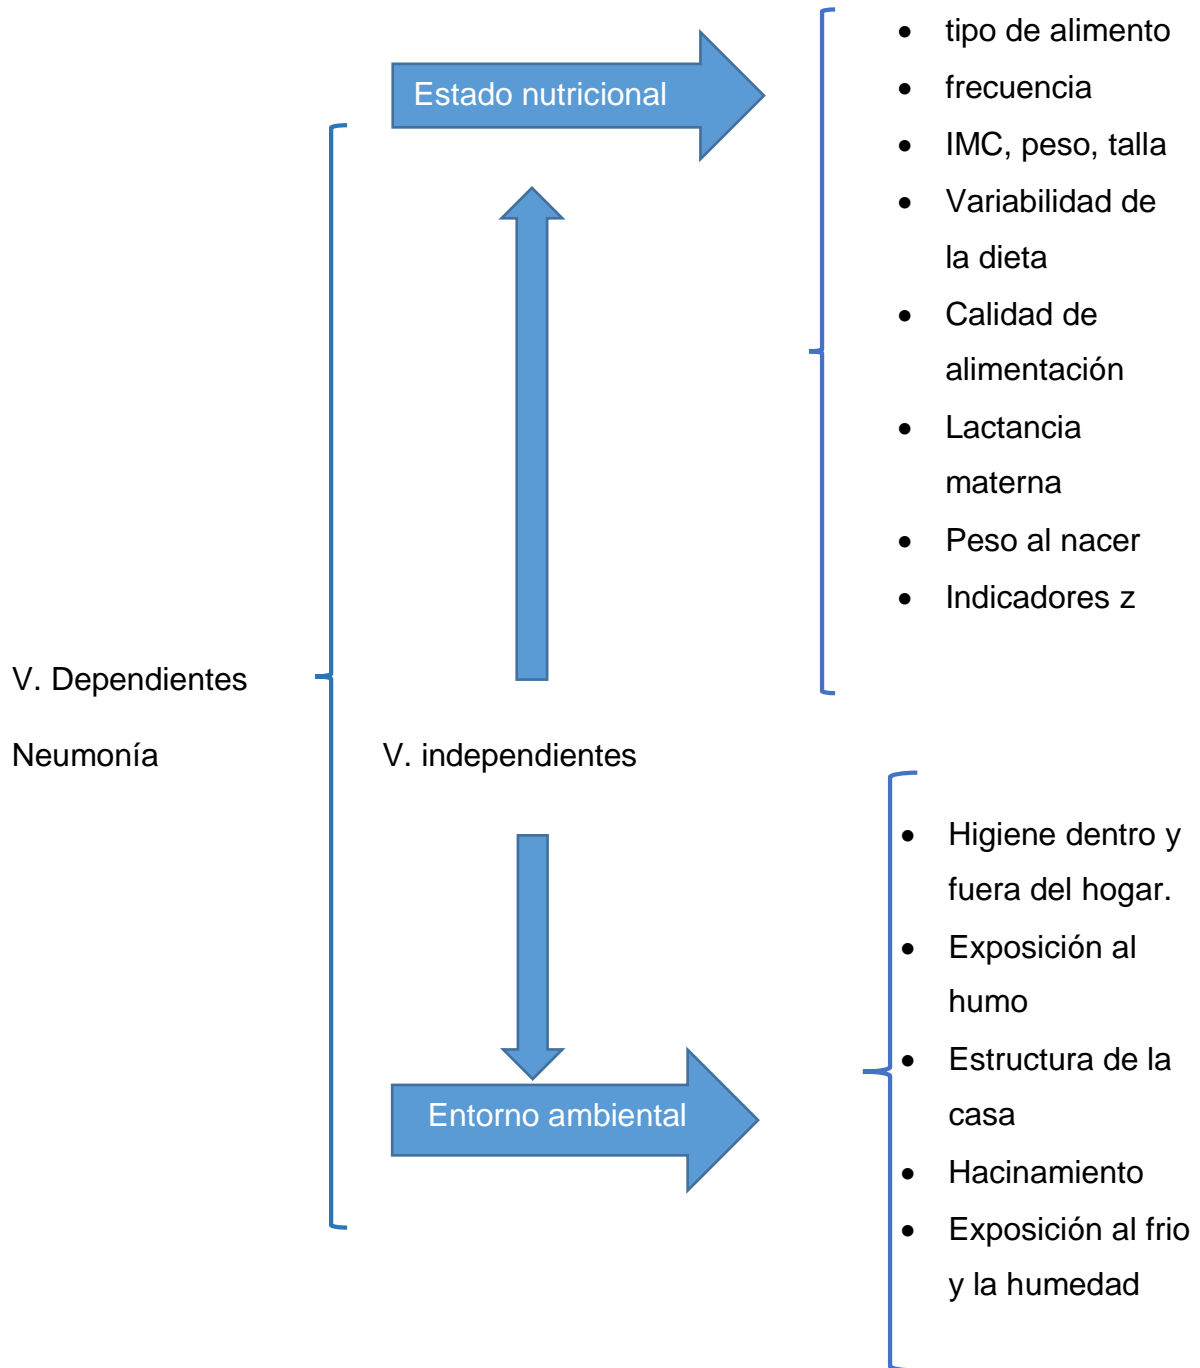 Estado nutricional
• tipo de alimento
• frecuencia
• IMC, peso, talla
• Variabilidad de
la dieta
• Calidad de
alimentación
• Lactancia
materna
• Peso al nacer
• Indicadores z
V. Dependientes
Neumonía
V. independientes
Entorno ambiental
• Higiene dentro y
fuera del hogar.
• Exposición al
humo
• Estructura de la
casa
• Hacinamiento
• Exposición al frio
y la humedad